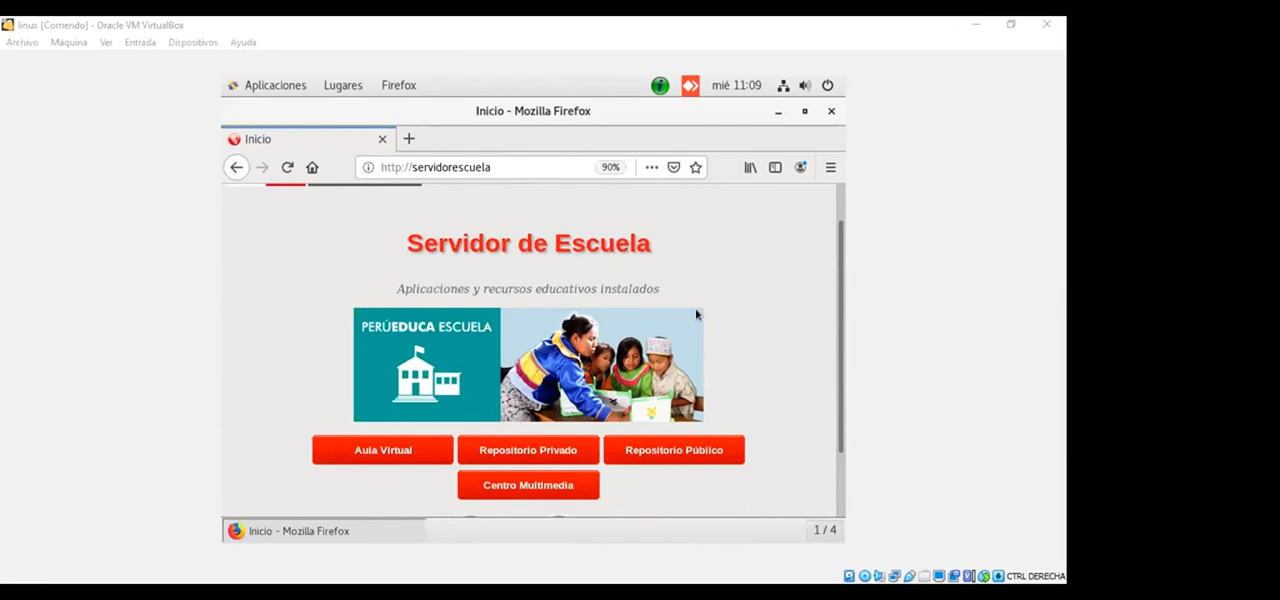 linux [Corriendo] - Oracle VM VirtualBox
Archivo Máquina Ver Entrada Dispositivos Ayuda
Aplicaciones Lugares Firefox mié 11:09
Inicio - Mozilla Firefox
Inicio
http://servidorescuela 90%
Servidor de Escuela
Aplicaciones y recursos educativos instalados
PERÚEDUCA ESCUELA
Aula Virtual Repositorio Privado Repositorio Público
Centro Multimedia
Inicio - Mozilla Firefox 1 / 4
CTRL DERECHA